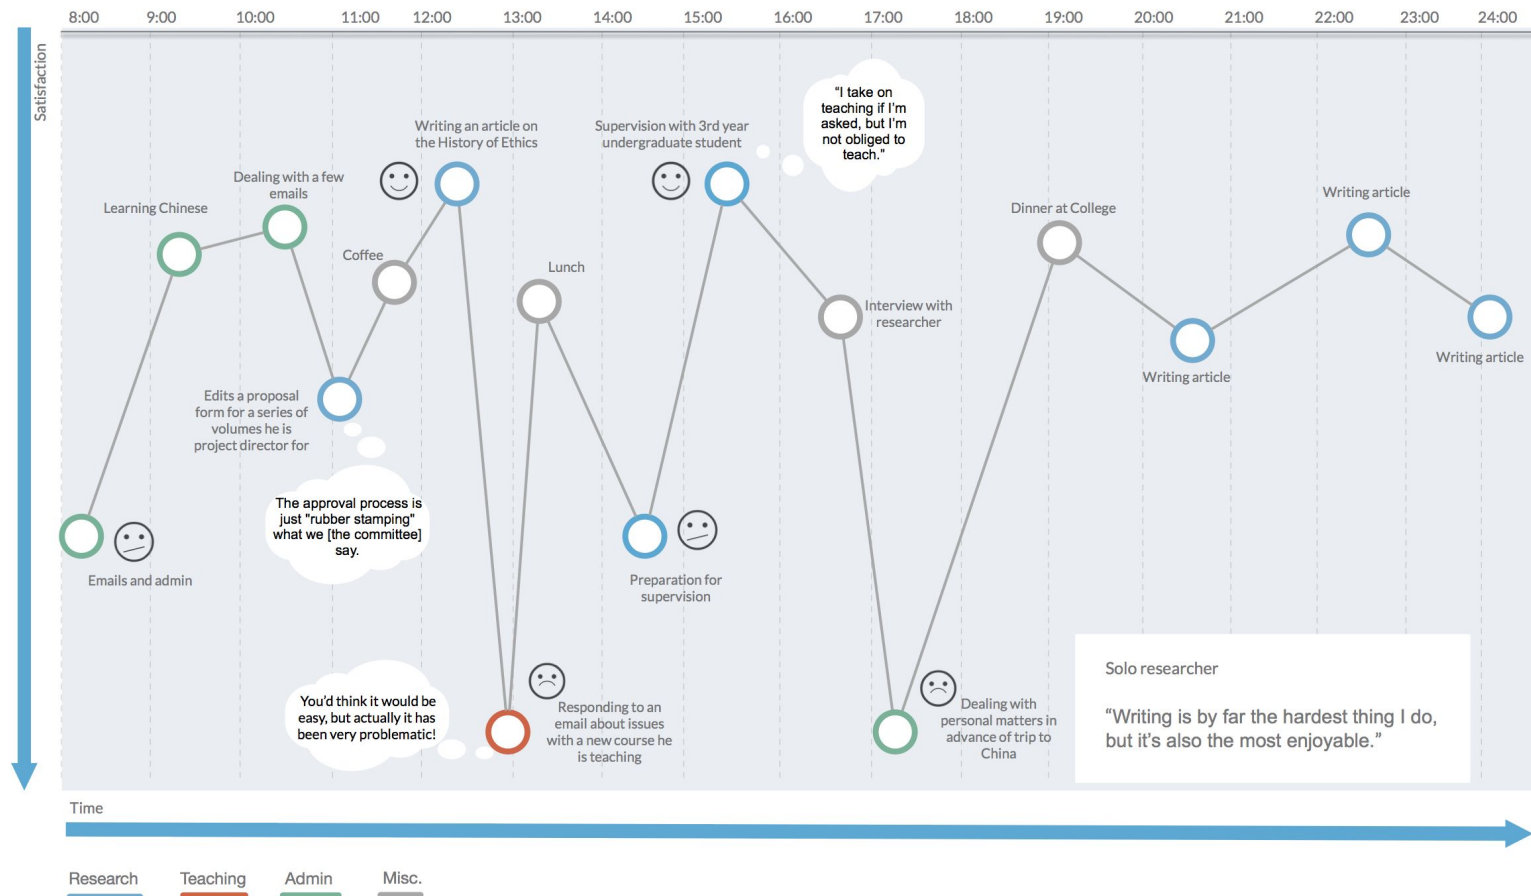 8:00 9:00 10:00 11:00 12:00 13:00 14:00 15:00 16:00 17:00 18:00 19:00 20:00 21:00 22:00 23:00 24:00
Satisfaction
Emails and admin
Learning Chinese
Dealing with a few
emails
Edits a proposal
form for a series of
volumes he is
project director for
The approval process is
just "rubber stamping"
what we [the committee]
say.
Coffee
Writing an article on
the History of Ethics
You'd think it would be
easy, but actually it has
been very problematic!
Responding to an
email about issues
with a new course he
is teaching
Lunch
Preparation for
supervision
Supervision with 3rd year
undergraduate student
“I take on
teaching if I'm
asked, but I'm
not obliged to
teach.”
Interview with
researcher
Dealing with
personal matters in
advance of trip to
China
Dinner at College
Writing article
Writing article
Writing article
Solo researcher
“Writing is by far the hardest thing I do,
but it’s also the most enjoyable.”
Time
Research Teaching Admin Misc.